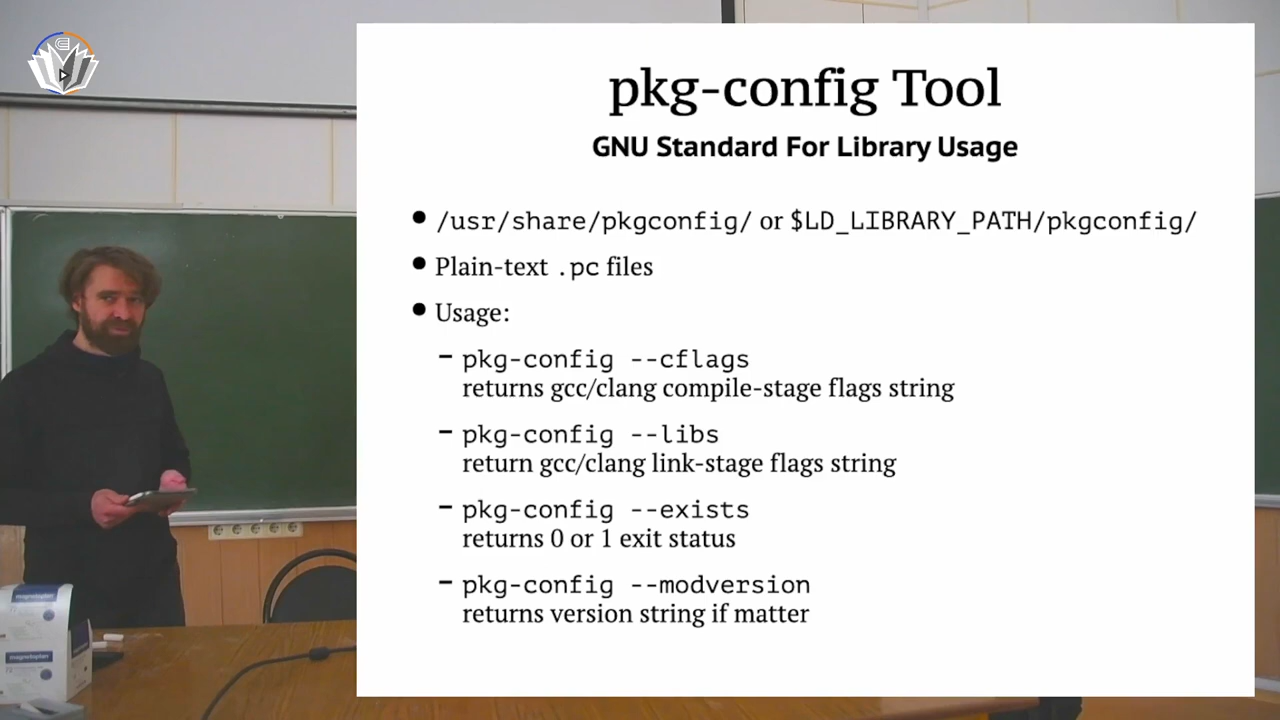 pkg-config Tool
GNU Standard For Library Usage
● /usr/share/pkgconfig/ or $LD_LIBRARY_PATH/pkgconfig/
● Plain-text .pc files
● Usage:
– pkg-config --cflags
returns gcc/clang compile-stage flags string
– pkg-config --libs
return gcc/clang link-stage flags string
– pkg-config --exists
returns 0 or 1 exit status
– pkg-config --modversion
returns version string if matter
magnetoplan
magnetoplan